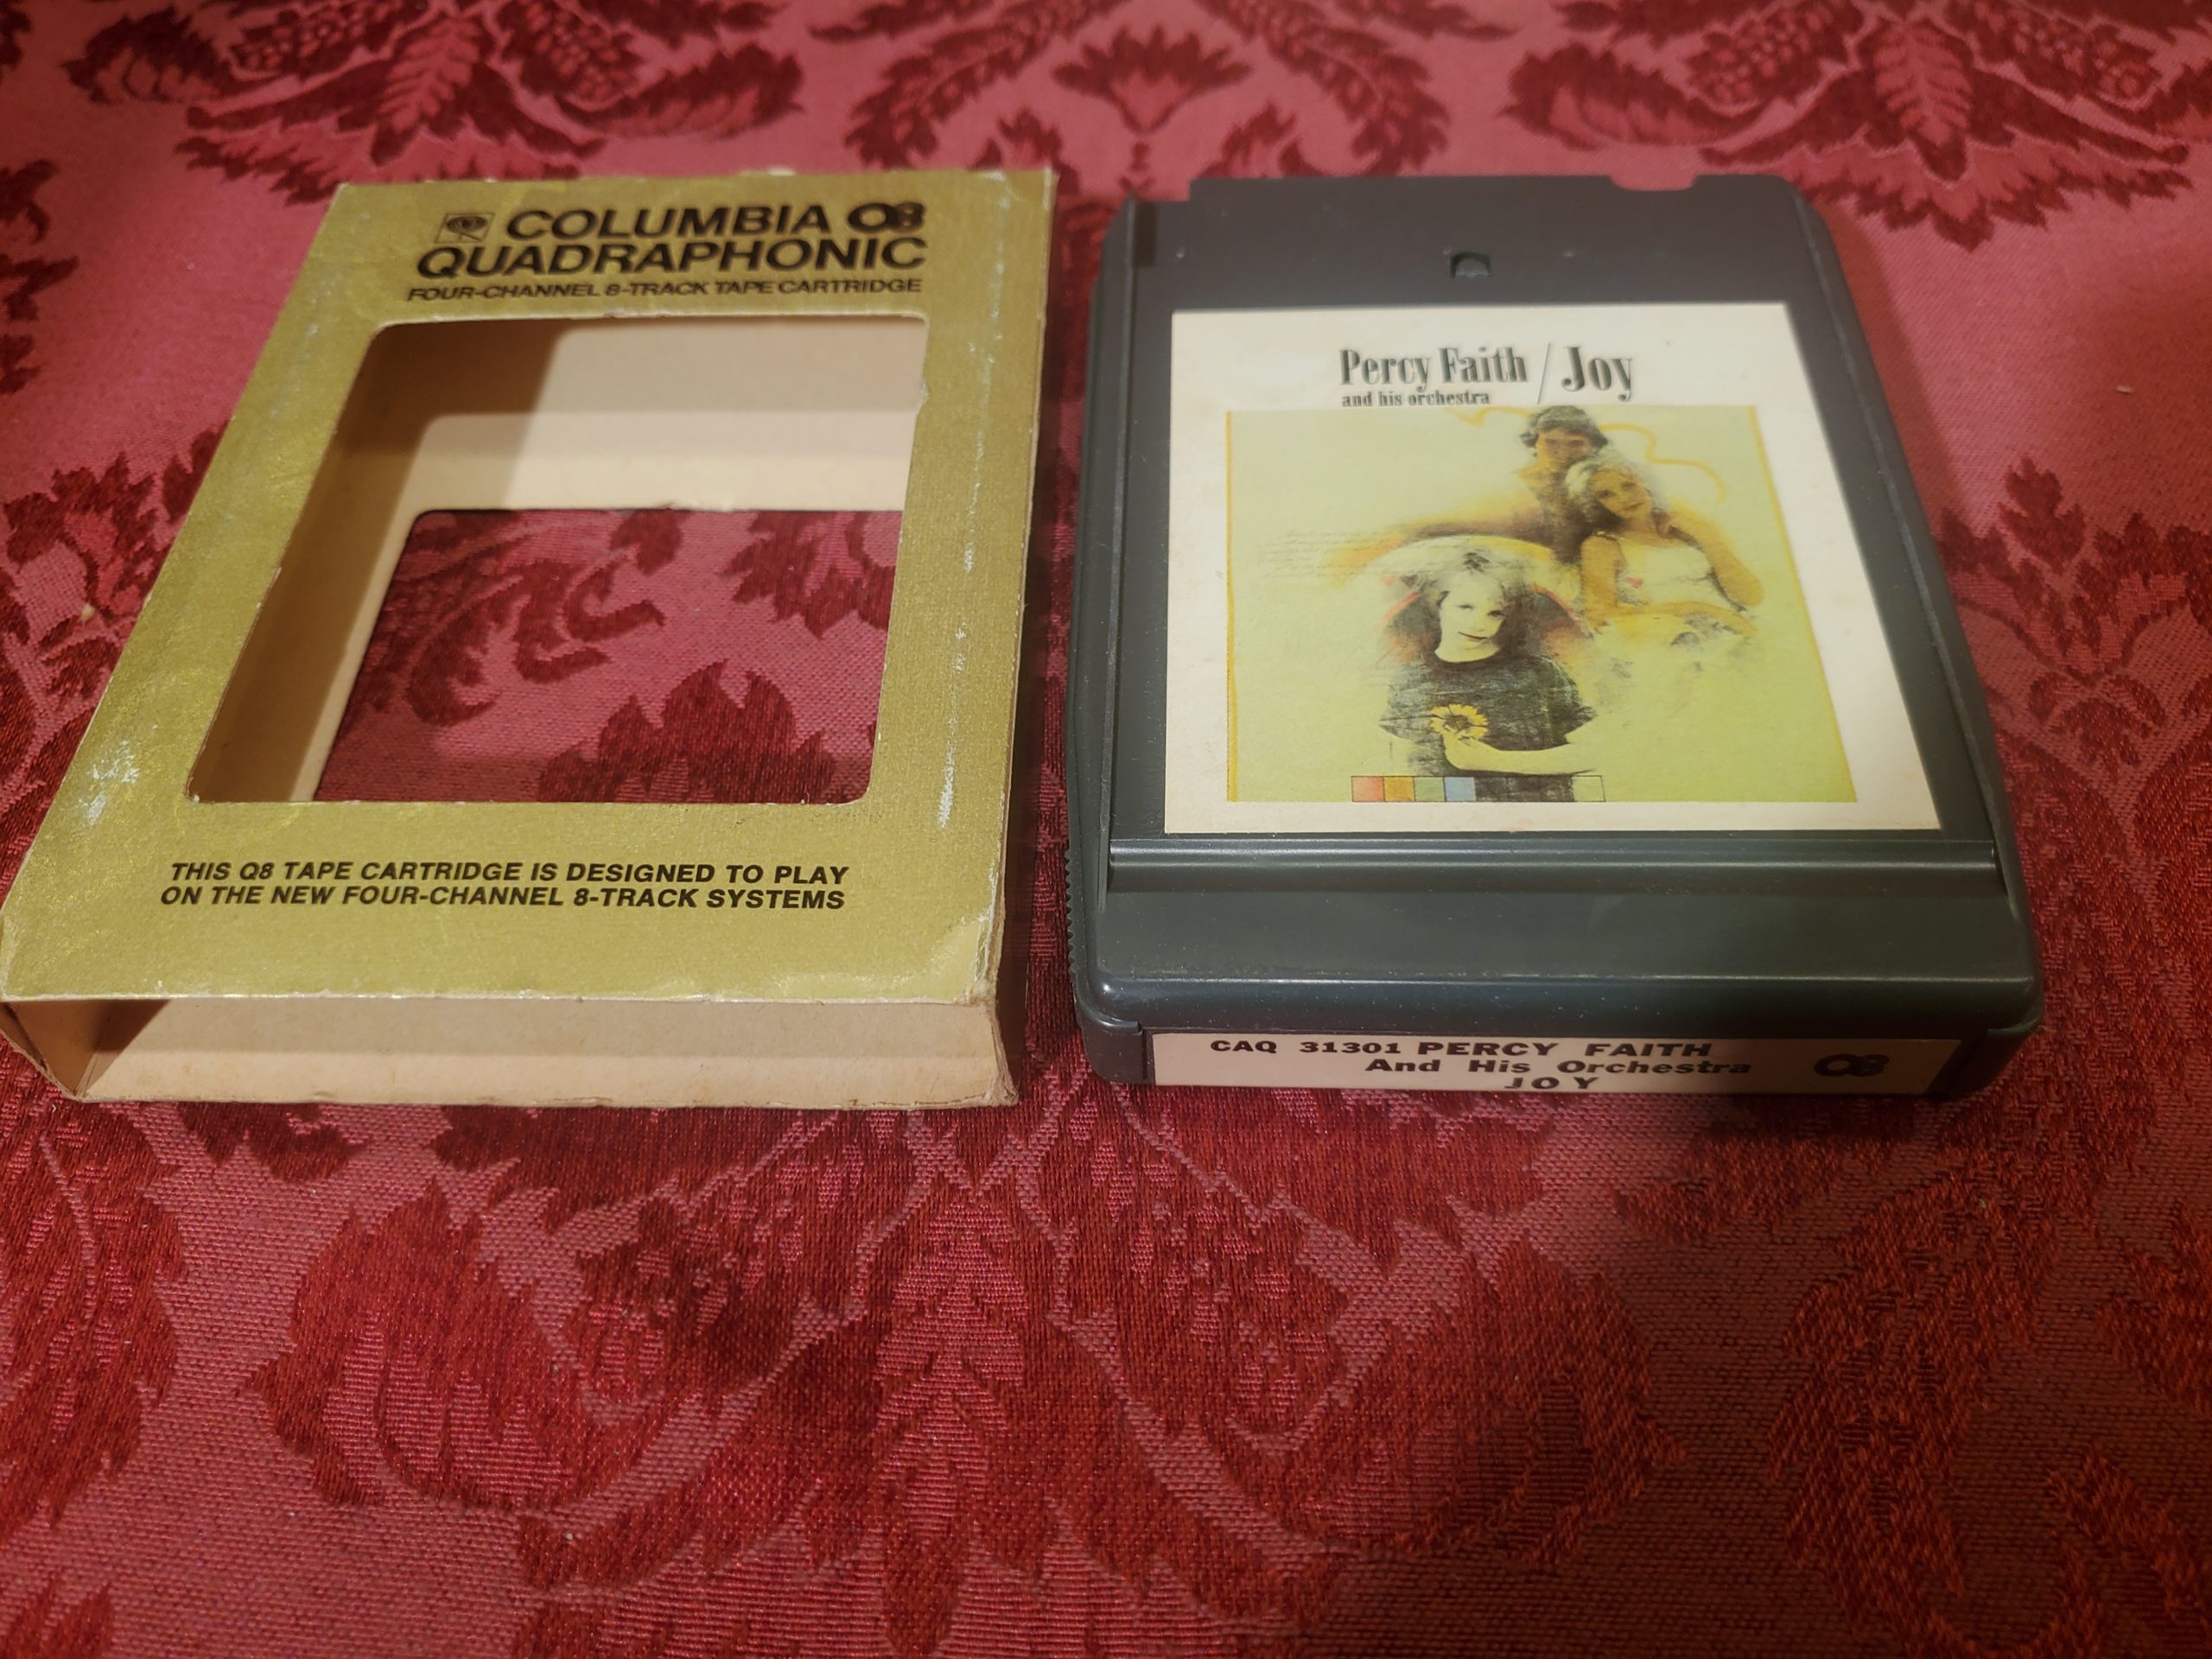 COLUMBIA Q8
QUADRAPHONIC
FOUR-CHANNEL 8-TRACK TAPE CARTRIDGE
THIS Q8 TAPE CARTRIDGE IS DESIGNED TO PLAY
ON THE NEW FOUR-CHANNEL 8-TRACK SYSTEMS
Percy Faith / Joy
and his orchestra
CAQ 31301 PERCY FAITH
And His Orchestra Q8
JOY